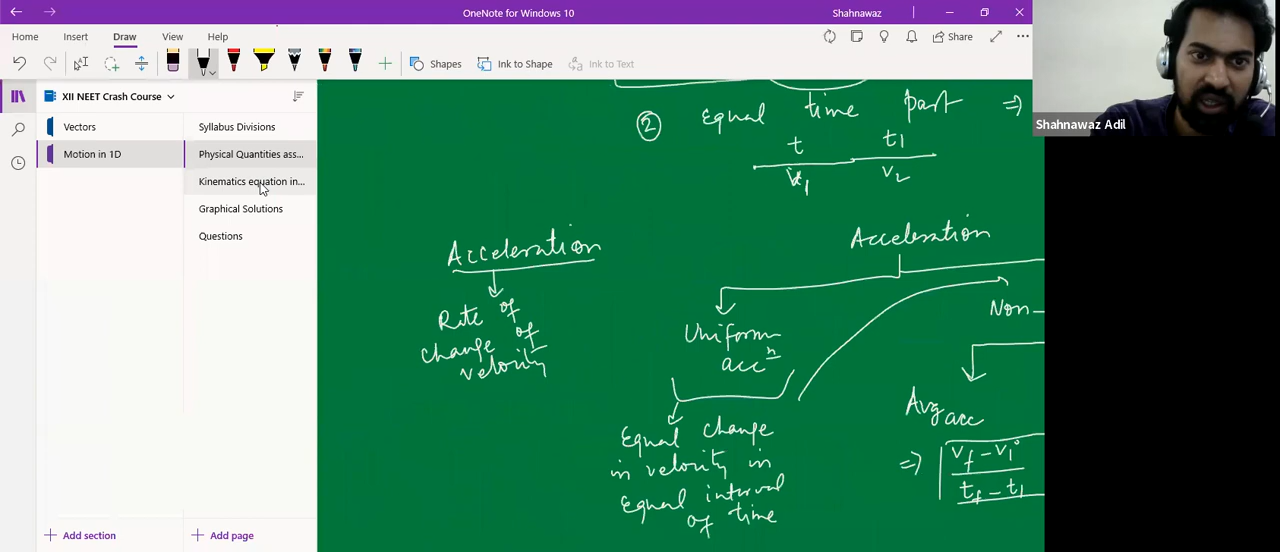 OneNote for Windows 10
Shahnawaz
Home Insert Draw View Help
Share
Shapes
Ink to Shape
Ink to Text
XII NEET Crash Course
Vectors
Motion in 1D
Syllabus Divisions
Physical Quantities ass...
Kinematics equation in...
Graphical Solutions
Questions
Add section
Add page
Shahnawaz Adil
② Equal time part ⇒
t t1
v1 v2
Acceleration
Rate of
change of
velocity
Acceleration
Uniform
accⁿ
Non-
Equal change
in velocity in
Equal interval
of time
Avg acc
⇒ vf - vi
tf - ti